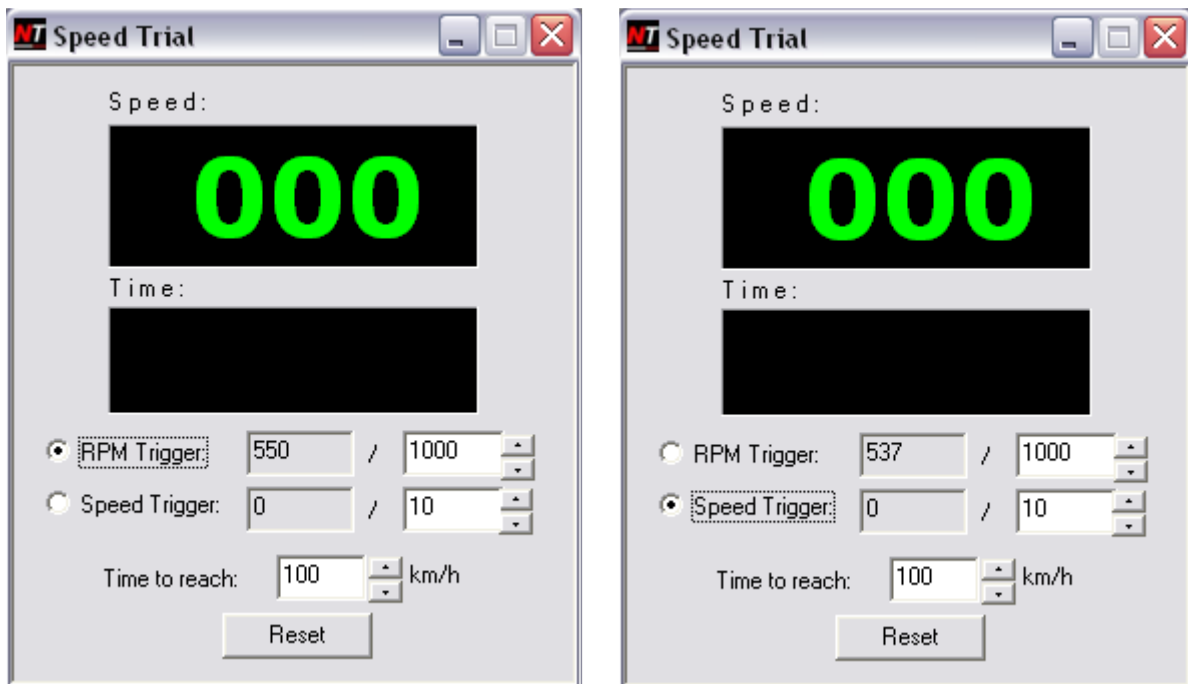 NT Speed Trial
Speed:
000
Time:
RPM Trigger: 550 / 1000
Speed Trigger: 0 / 10
Time to reach: 100 km/h
Reset
NT Speed Trial
Speed:
000
Time:
RPM Trigger: 537 / 1000
Speed Trigger: 0 / 10
Time to reach: 100 km/h
Reset